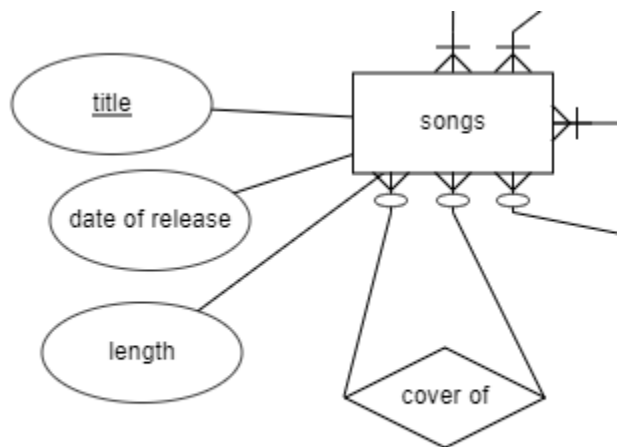 title
songs
date of release
length
cover of